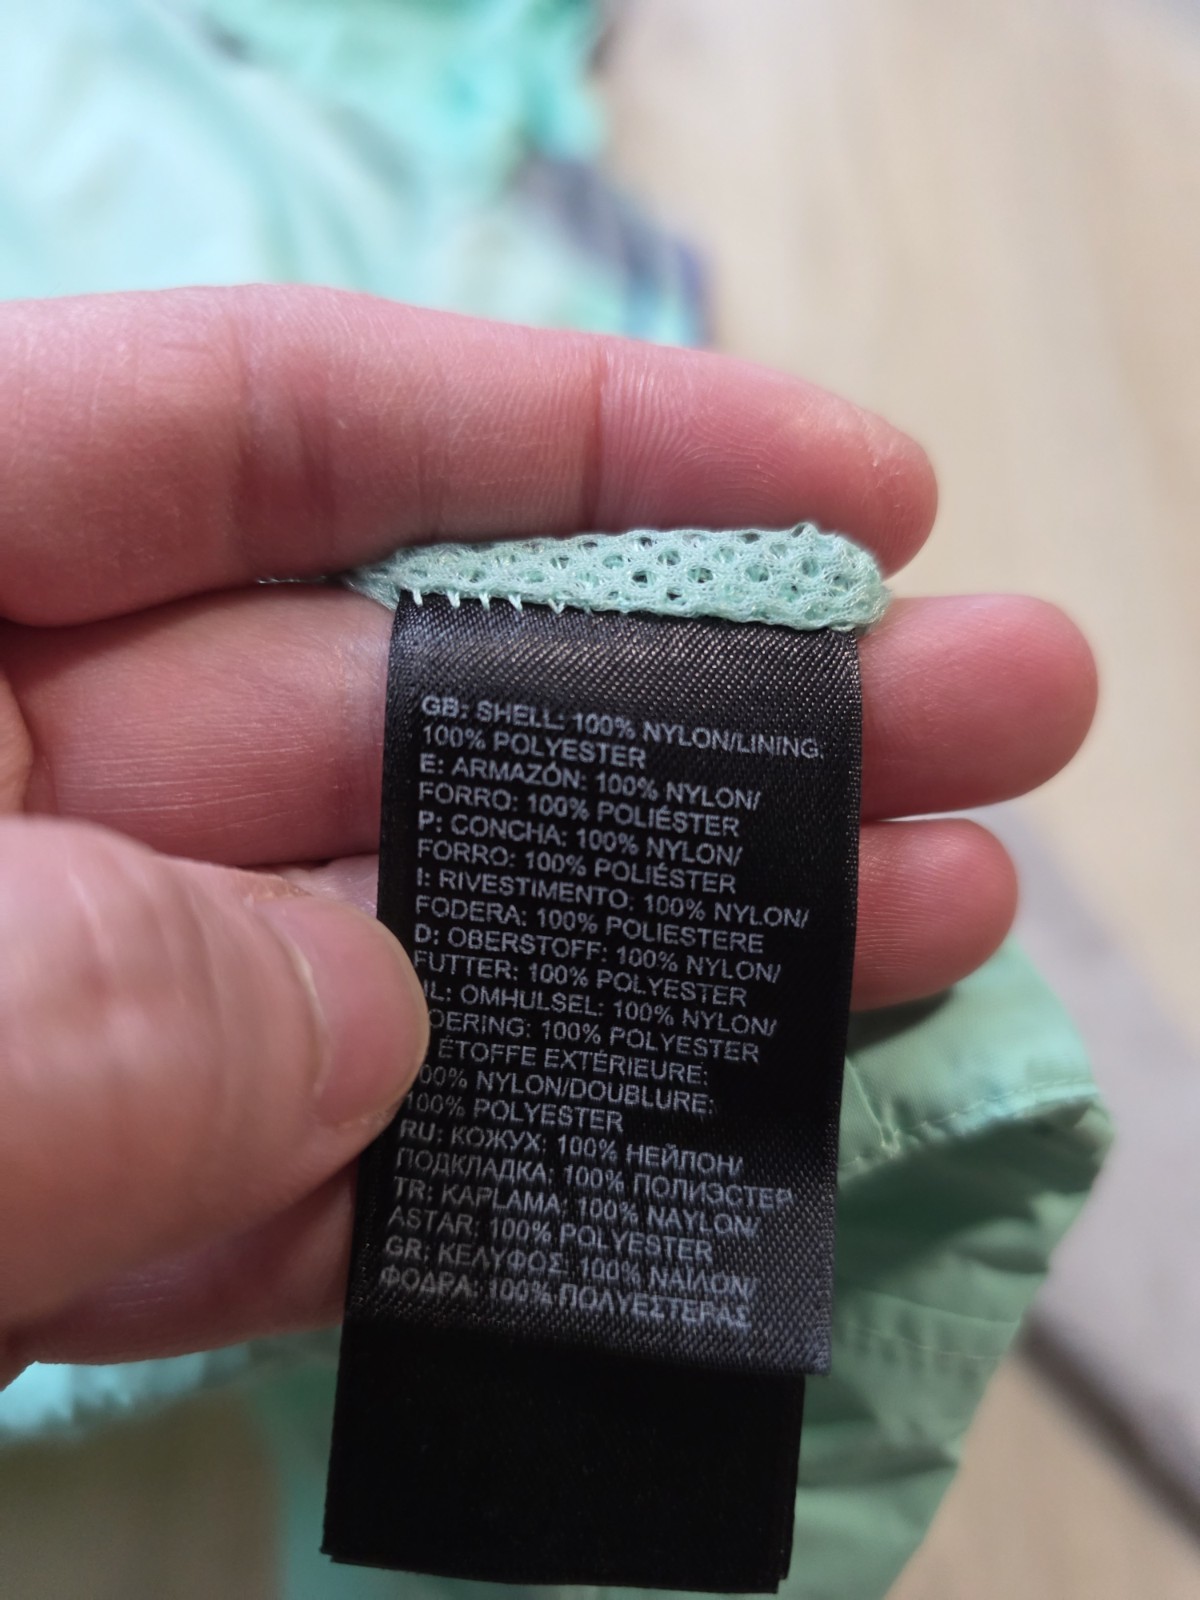 GB: SHELL: 100% NYLON/LINING:
100% POLYESTER
E: ARMAZÓN: 100% NYLON/
FORRO: 100% POLIÉSTER
P: CONCHA: 100% NYLON/
FORRO: 100% POLIÉSTER
I: RIVESTIMENTO: 100% NYLON/
FODERA: 100% POLIESTERE
D: OBERSTOFF: 100% NYLON/
FUTTER: 100% POLYESTER
OMHULSEL: 100% NYLON/
100% POLYESTER
ÉTOFFE EXTÉRIEURE:
NYLON/DOUBLURE:
100% POLYESTER
RU: КОЖУХ: 100% НЕЙЛОН/
ПОДКЛАДКА: 100% ПОЛИЭСТЕР
TR: KAPLAMA: 100% NAYLON/
ASTAR: 100% POLYESTER
GR: ΚΕΛΥΦΟΣ: 100% ΝΑΪΛΟΝ/
ΦΟΔΡΑ: 100% ΠΟΛΥΕΣΤΕΡΑΣ